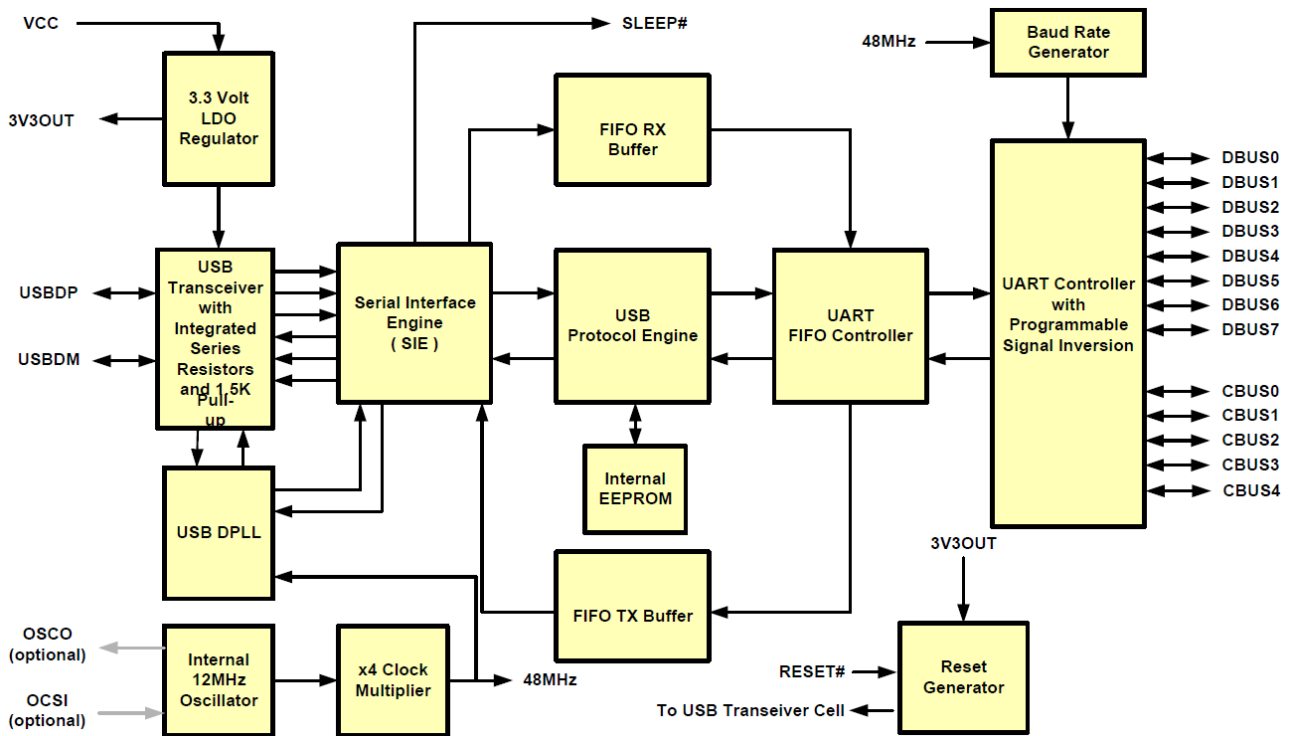 VCC
SLEEP#
48MHz
Baud Rate
Generator
3.3 Volt
LDO
Regulator
3V3OUT
FIFO RX
Buffer
DBUS0
DBUS1
DBUS2
DBUS3
DBUS4
DBUS5
DBUS6
DBUS7
USBDP
USBDM
USB
Transceiver
with
Integrated
Series
Resistors
and 1.5K
Pull-
up
Serial Interface
Engine
( SIE )
USB
Protocol Engine
UART
FIFO Controller
UART Controller
with
Programmable
Signal Inversion
CBUS0
CBUS1
CBUS2
CBUS3
CBUS4
Internal
EEPROM
USB DPLL
3V3OUT
FIFO TX Buffer
OSCO
(optional)
OCSI
(optional)
Internal
12MHz
Oscillator
x4 Clock
Multiplier
48MHz
RESET#
To USB Transeiver Cell
Reset
Generator